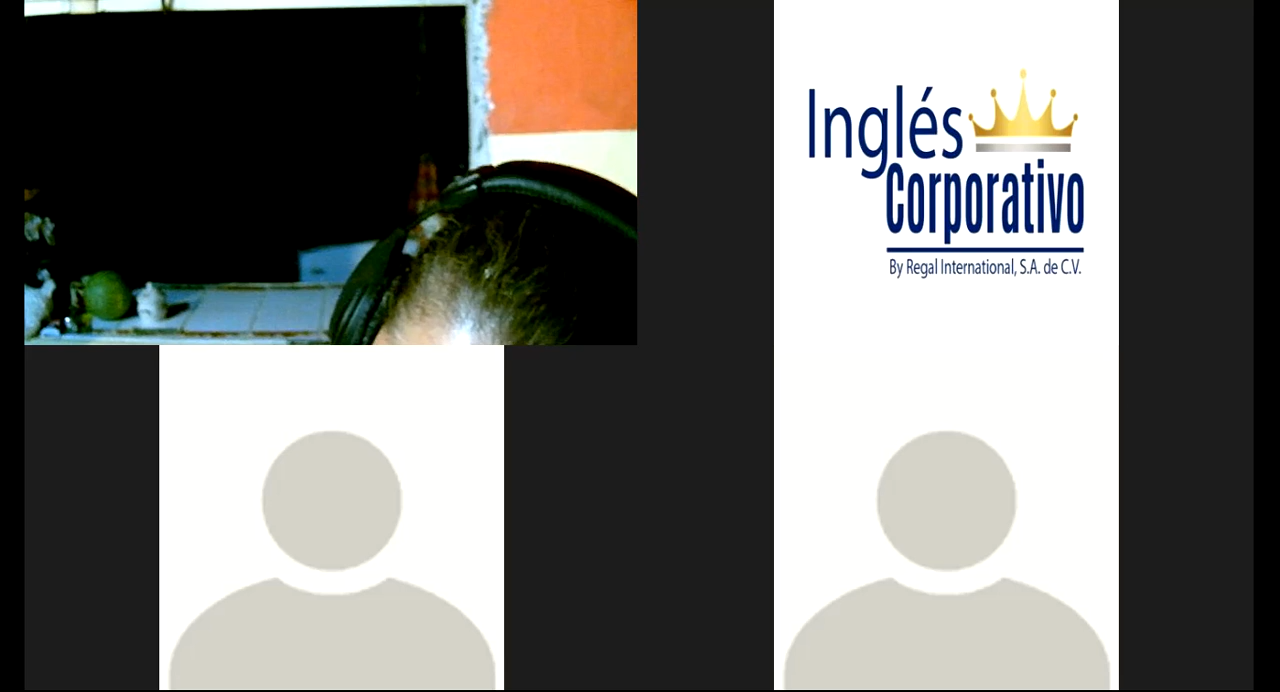 Inglés
Corporativo
By Regal International, S.A. de C.V.